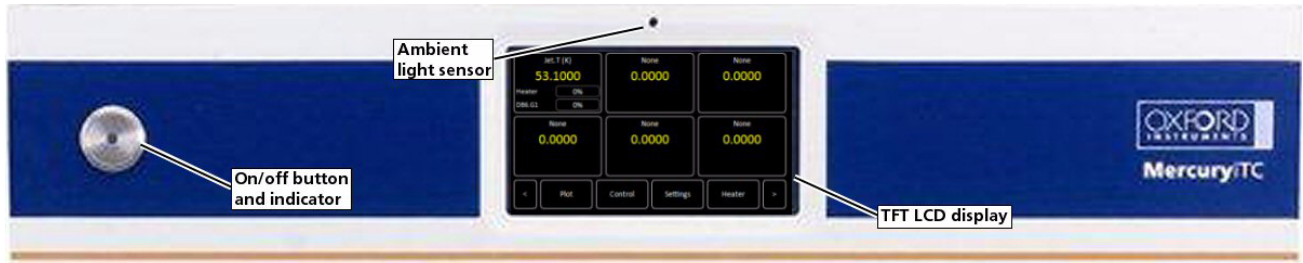 Ambient
light sensor
Jet.T (K)
53.1000
Heater 0%
DB6.G1 0%
None
0.0000
None
0.0000
None
0.0000
None
0.0000
None
0.0000
< Plot Control Settings Heater >
On/off button
and indicator
TFT LCD display
OXFORD
INSTRUMENTS
MercuryiTC